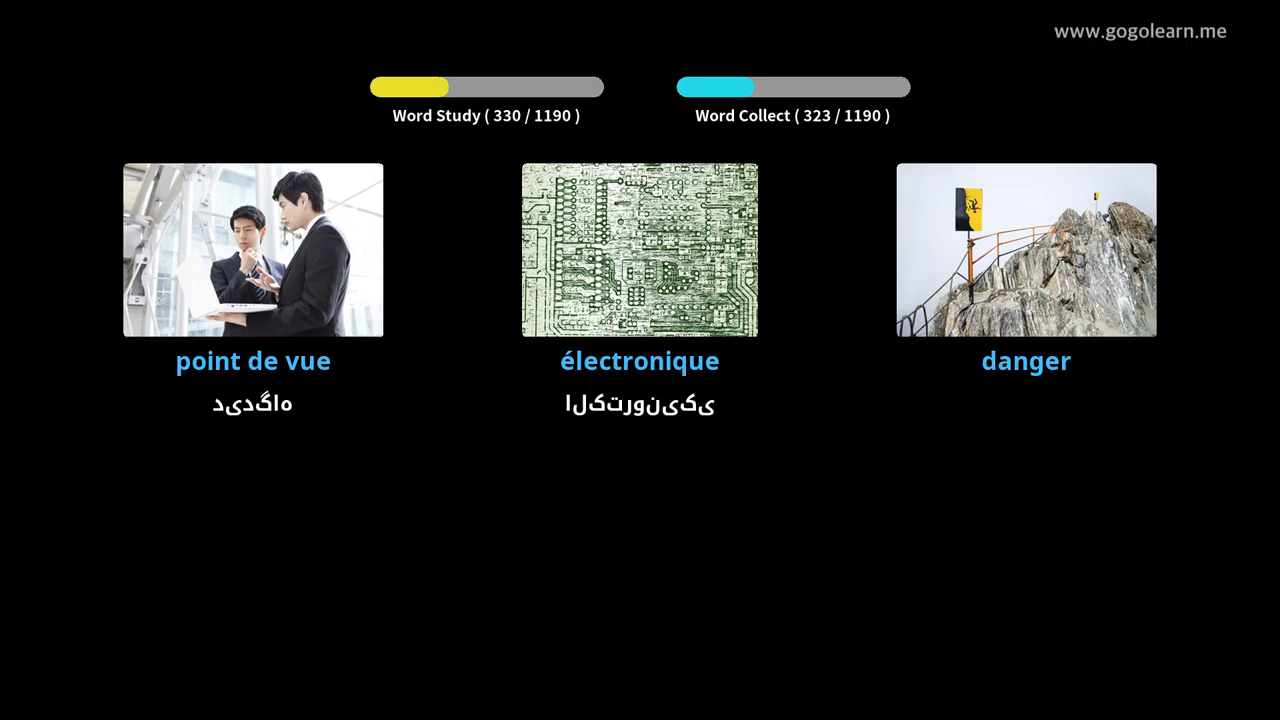 www.gogolearn.me
Word Study ( 330 / 1190 )
Word Collect ( 323 / 1190 )
point de vue
électronique
danger
دیدگاه
الکترونیکی